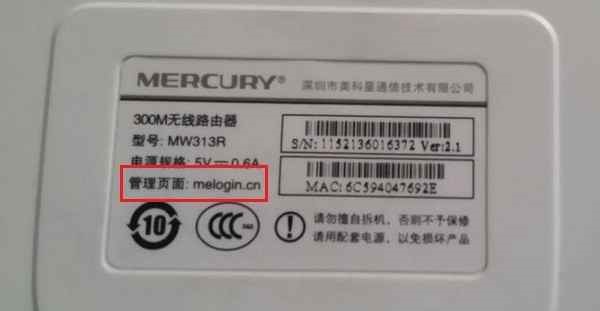 MERCURY® 深圳市美科星通信技术有限公司
300M无线路由器
型号: MW313R
电源规格: 5V⎓0.6A
管理页面: melogin.cn
S/N: 1152136016372 Ver:2.1
MAC: 6C594047692E
10
CCC
请勿擅自拆机，否则不予保修
请用配套电源，以免损坏产品